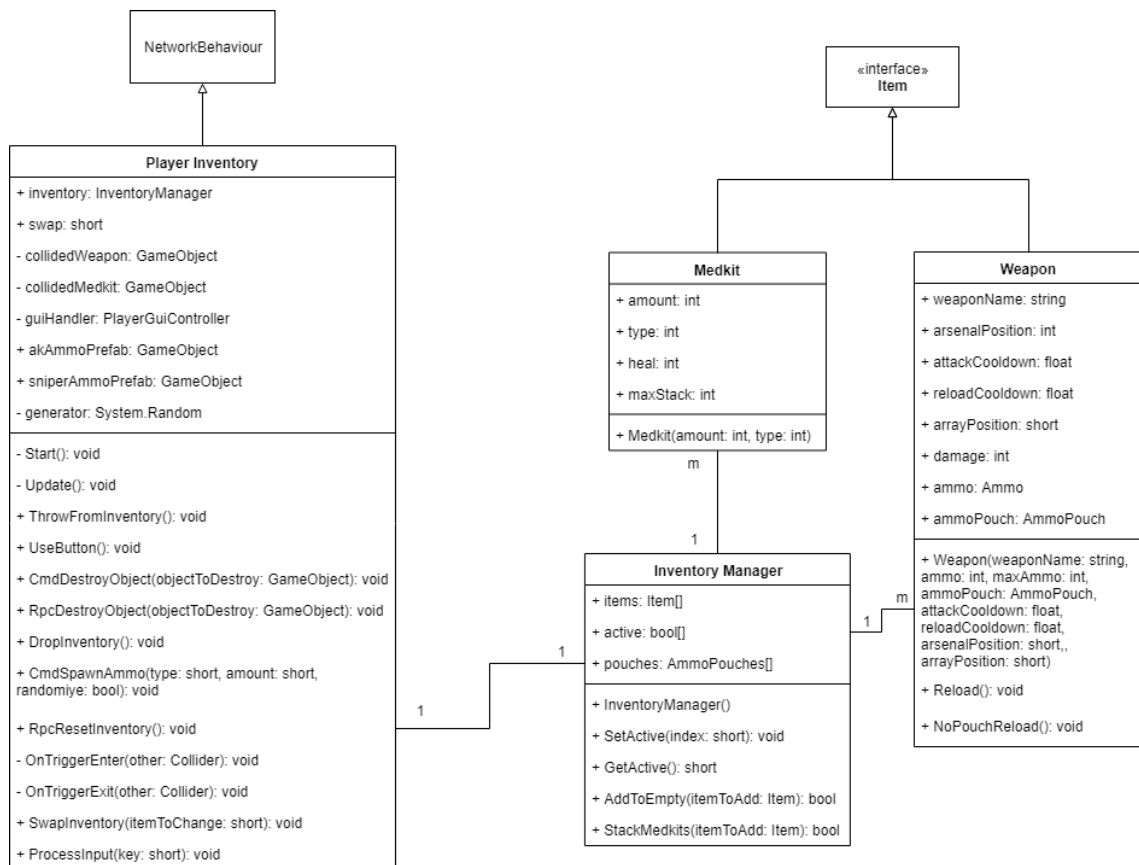 NetworkBehaviour
Player Inventory
+ inventory: InventoryManager
+ swap: short
- collidedWeapon: GameObject
- collidedMedkit: GameObject
- guiHandler: PlayerGuiController
+ akAmmoPrefab: GameObject
+ sniperAmmoPrefab: GameObject
- generator: System.Random
- Start(): void
- Update(): void
+ ThrowFromInventory(): void
+ UseButton(): void
+ CmdDestroyObject(objectToDestroy: GameObject): void
+ RpcDestroyObject(objectToDestroy: GameObject): void
+ DropInventory(): void
+ CmdSpawnAmmo(type: short, amount: short,
randomiye: bool): void
+ RpcResetInventory(): void
- OnTriggerEnter(other: Collider): void
- OnTriggerExit(other: Collider): void
+ SwapInventory(itemToChange: short): void
+ ProcessInput(key: short): void
1
1
«interface»
Item
Medkit
+ amount: int
+ type: int
+ heal: int
+ maxStack: int
+ Medkit(amount: int, type: int)
m
1
Inventory Manager
+ items: Item[]
+ active: bool[]
+ pouches: AmmoPouches[]
+ InventoryManager()
+ SetActive(index: short): void
+ GetActive(): short
+ AddToEmpty(itemToAdd: Item): bool
+ StackMedkits(itemToAdd: Item): bool
1
m
Weapon
+ weaponName: string
+ arsenalPosition: int
+ attackCooldown: float
+ reloadCooldown: float
+ arrayPosition: short
+ damage: int
+ ammo: Ammo
+ ammoPouch: AmmoPouch
+ Weapon(weaponName: string,
ammo: int, maxAmmo: int,
ammoPouch: AmmoPouch,
attackCooldown: float,
reloadCooldown: float,
arsenalPosition: short,,
arrayPosition: short)
+ Reload(): void
+ NoPouchReload(): void